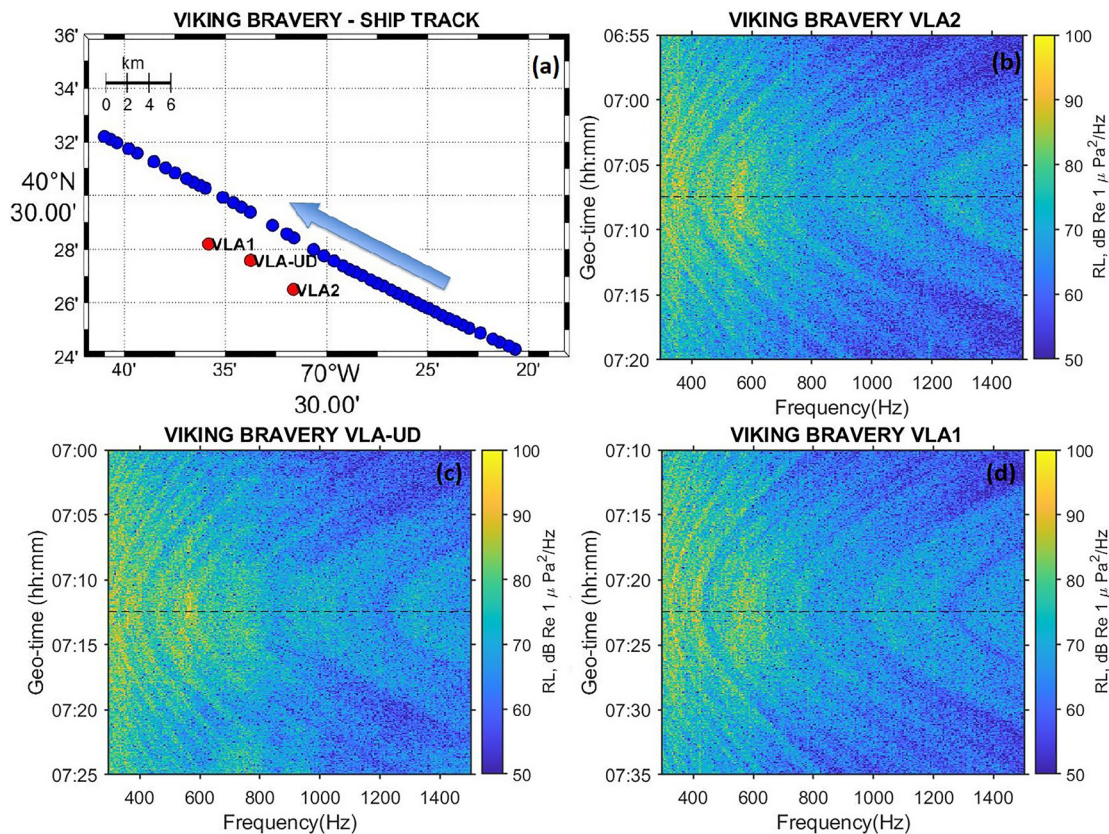 VIKING BRAVERY - SHIP TRACK
(a)
km
0 2 4 6
36'
34'
32'
40°N
30.00'
28'
26'
24'
VLA1
VLA-UD
VLA2
40' 35' 70°W 25' 20'
30.00'
VIKING BRAVERY VLA2
(b)
Geo-time (hh:mm)
06:55
07:00
07:05
07:10
07:15
07:20
400 600 800 1000 1200 1400
Frequency(Hz)
100
90
80
70
60
50
RL, dB Re 1 μ Pa²/Hz
VIKING BRAVERY VLA-UD
(c)
Geo-time (hh:mm)
07:00
07:05
07:10
07:15
07:20
07:25
400 600 800 1000 1200 1400
Frequency(Hz)
100
90
80
70
60
50
RL, dB Re 1 μ Pa²/Hz
VIKING BRAVERY VLA1
(d)
Geo-time (hh:mm)
07:10
07:15
07:20
07:25
07:30
07:35
400 600 800 1000 1200 1400
Frequency(Hz)
100
90
80
70
60
50
RL, dB Re 1 μ Pa²/Hz